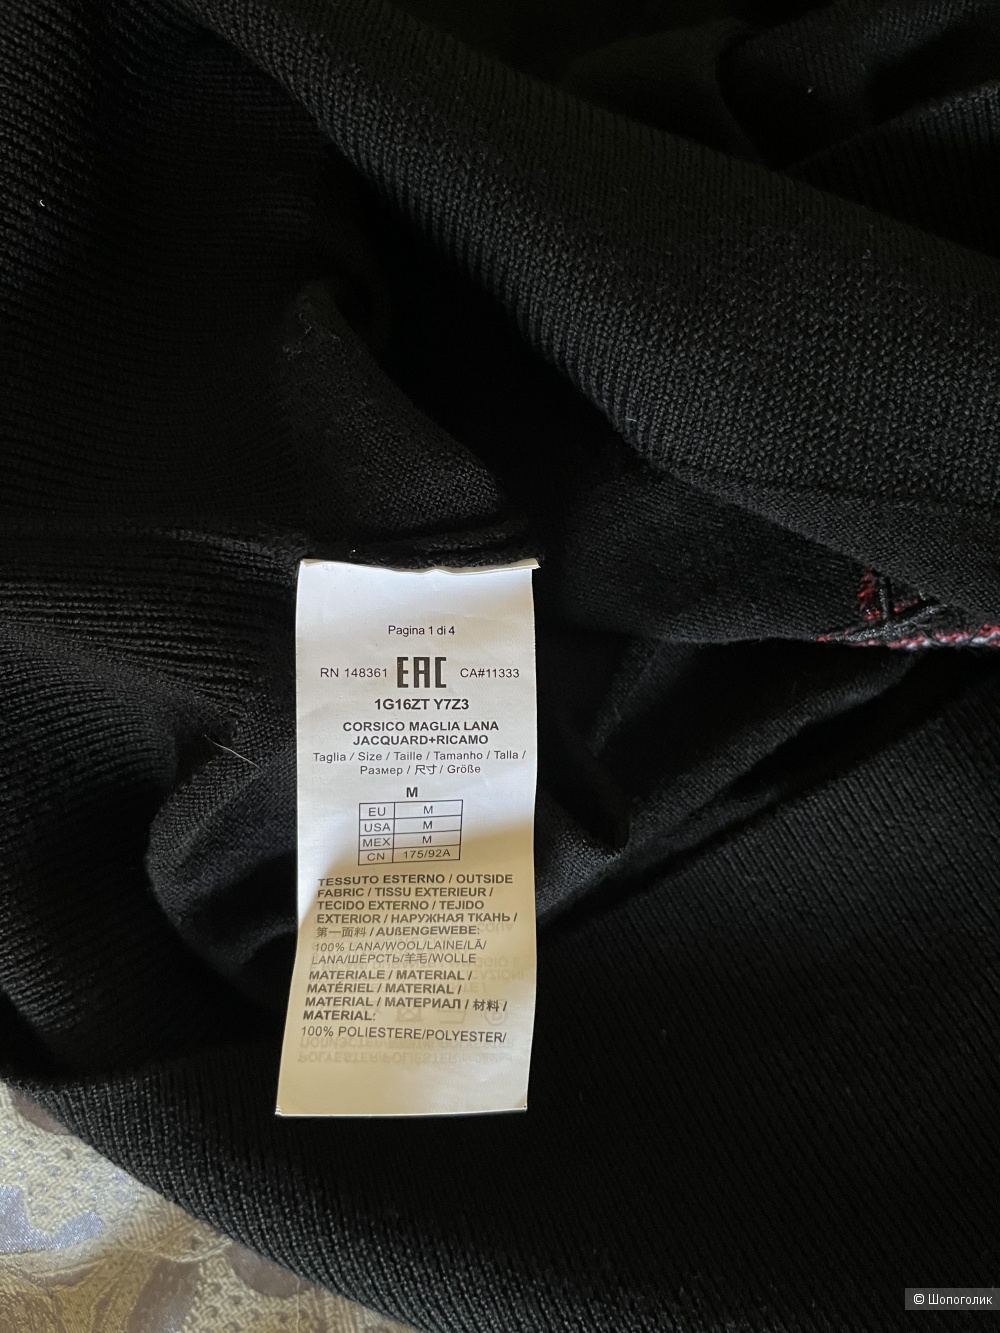 Pagina 1 di 4
RN 148361 EAC CA#11333
1G16ZT Y7Z3
CORSICO MAGLIA LANA
JACQUARD+RICAMO
Taglia / Size / Taille / Tamanho / Talla /
Размер / 尺寸 / Größe
M
EU M
USA M
MEX M
CN 175/92A
TESSUTO ESTERNO / OUTSIDE
FABRIC / TISSU EXTERIEUR /
TECIDO EXTERNO / TEJIDO
EXTERIOR / НАРУЖНАЯ ТКАНЬ /
第一面料 / AUßENGEWEBE:
100% LANA/WOOL/LAINE/LÃ/
LANA/ШЕРСТЬ/羊毛/WOLLE
MATERIALE / MATERIAL /
MATÉRIEL / MATERIAL /
MATERIAL / МАТЕРИАЛ / 材料 /
MATERIAL:
100% POLIESTERE/POLYESTER/
© Шопоголик